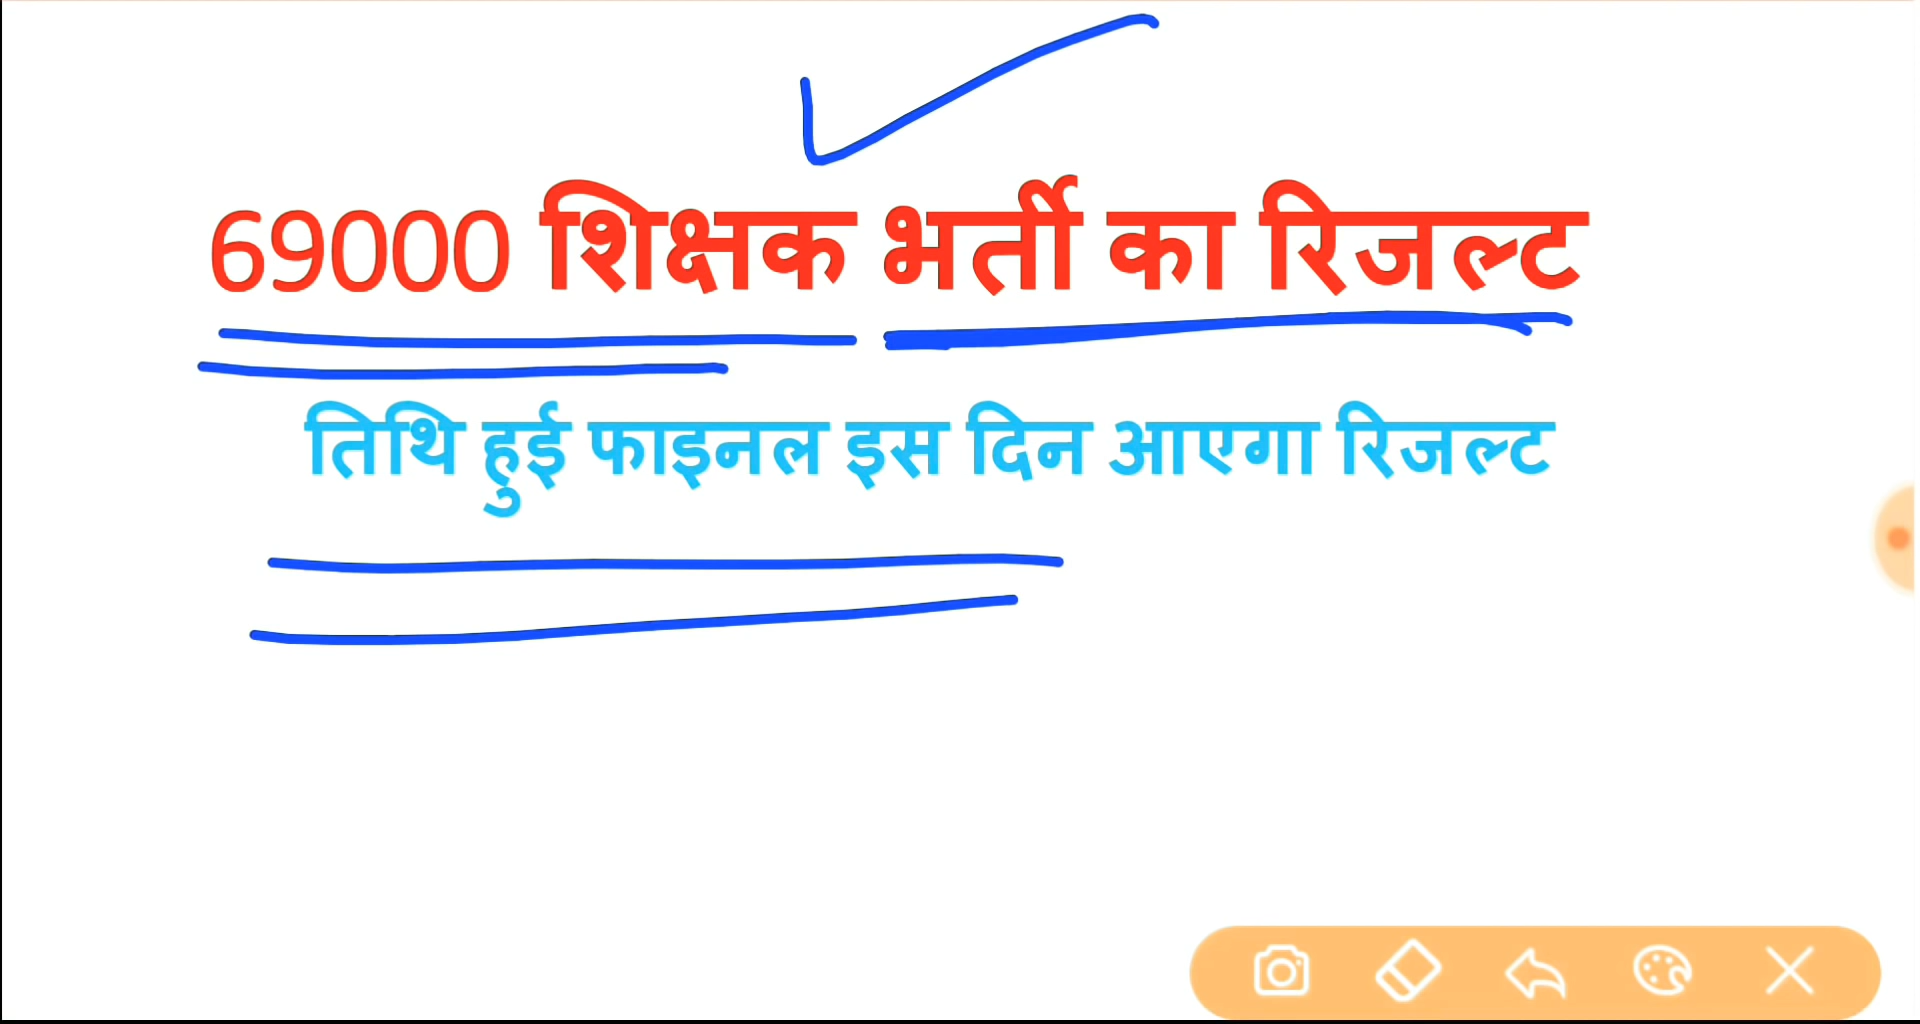 69000 शिक्षक भर्ती का रिजल्ट
तिथि हुई फाइनल इस दिन आएगा रिजल्ट